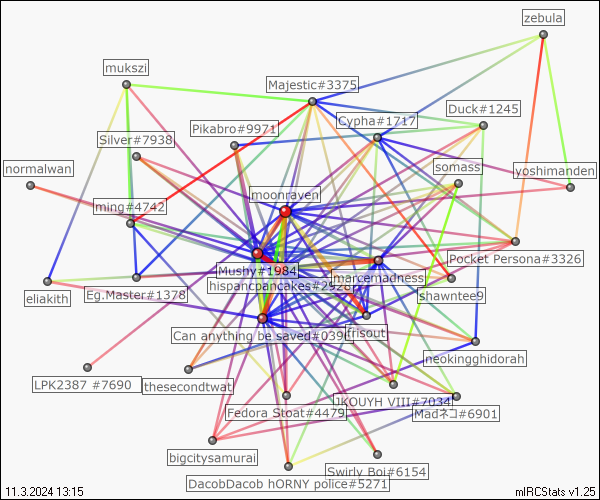 zebula
mukszi
Majestic#3375
Duck#1245
Cypha#1717
Pikabro#9971
Silver#7938
somass
normalwan
yoshimanden
moonraven
ming#4742
Pocket Persona#3326
Mushy#1984
marcemadness
hispancpancakes#2528
Eg.Master#1378
shawntee9
eliakith
Can anything be saved#039
frisout
neokingghidorah
LPK2387 #7690
thesecondtwat
JKOUYH VIII#7034
Fedora Stoat#4479
Madネコ#6901
bigcitysamurai
Swirly Boi#6154
DacobDacob hORNY police#5271
11.3.2024 13:15
mIRCStats v1.25